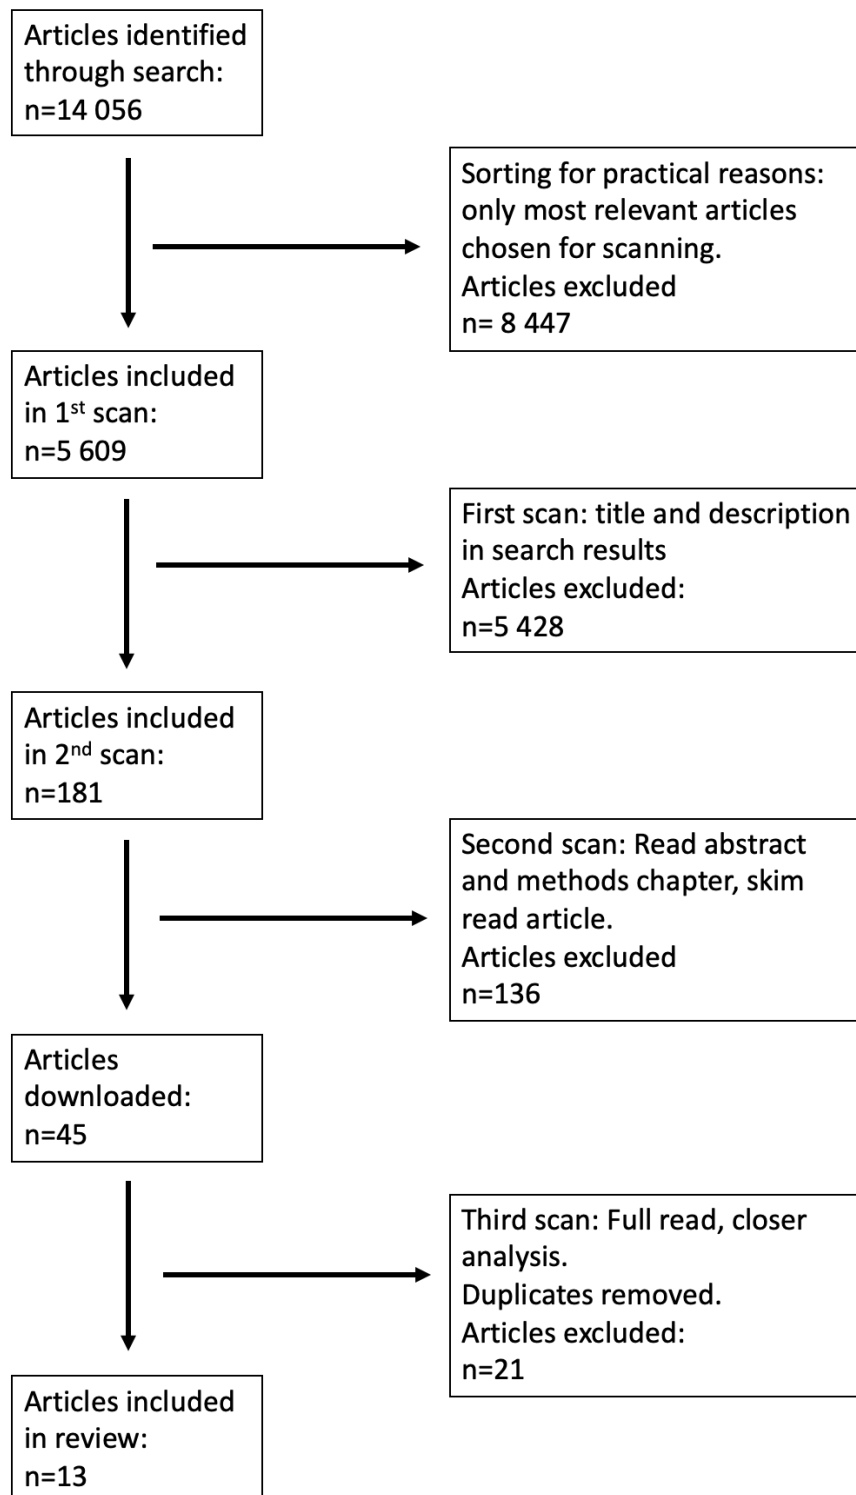 Articles identified
through search:
n=14 056
Sorting for practical reasons:
only most relevant articles
chosen for scanning.
Articles excluded
n= 8 447
Articles included
in 1st scan:
n=5 609
First scan: title and description
in search results
Articles excluded:
n=5 428
Articles included
in 2nd scan:
n=181
Second scan: Read abstract
and methods chapter, skim
read article.
Articles excluded
n=136
Articles
downloaded:
n=45
Third scan: Full read, closer
analysis.
Duplicates removed.
Articles excluded:
n=21
Articles included
in review:
n=13